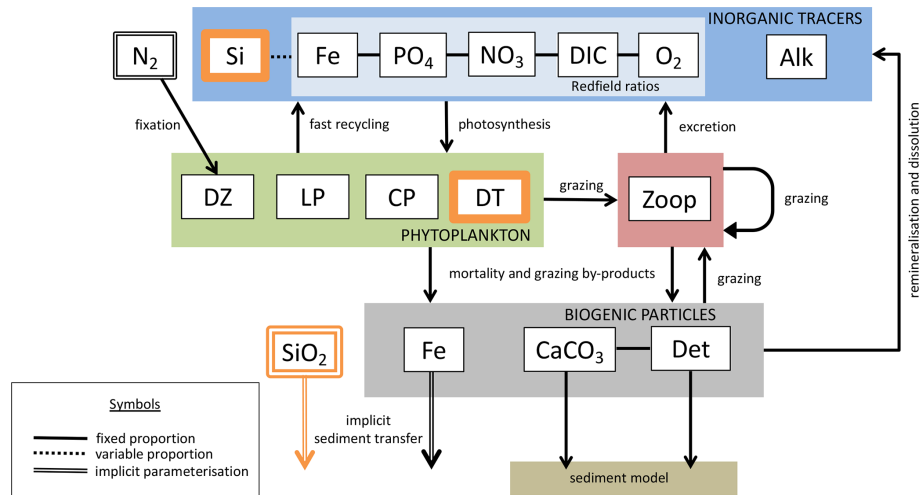 INORGANIC TRACERS
N2
Si
Fe
PO4
NO3
DIC
O2
Alk
Redfield ratios
fixation
fast recycling
photosynthesis
excretion
remineralisation and dissolution
DZ
LP
CP
DT
grazing
Zoop
grazing
PHYTOPLANKTON
mortality and grazing by-products
grazing
BIOGENIC PARTICLES
SiO2
Fe
CaCO3
Det
Symbols
fixed proportion
variable proportion
implicit parameterisation
implicit
sediment transfer
sediment model